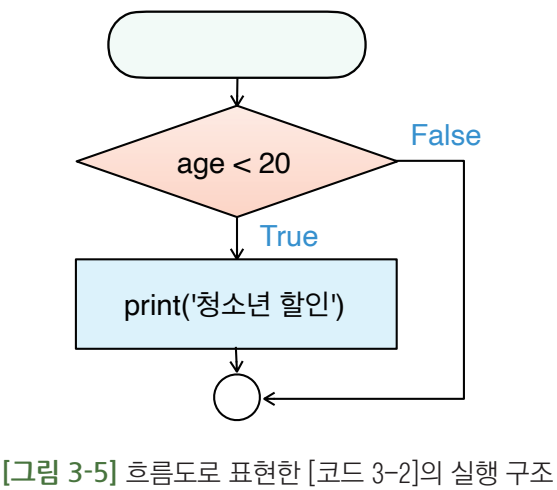 False
age < 20
True
print('청소년 할인')
[그림 3-5] 흐름도로 표현한 [코드 3-2]의 실행 구조